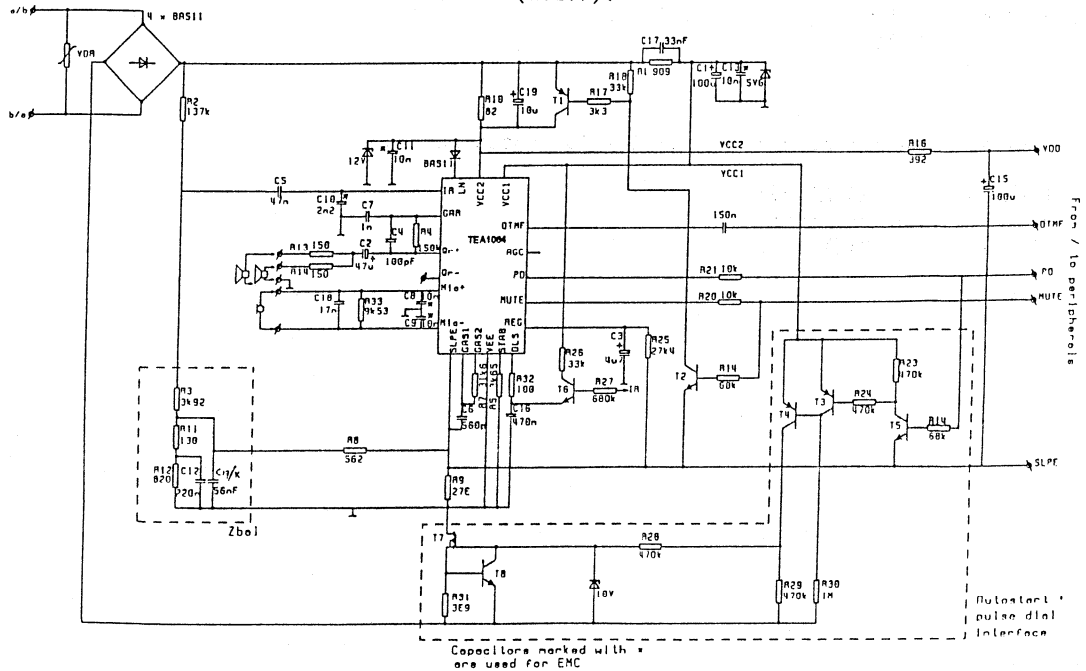 a/b
4 x BAS11
VDR
b/a
R2
137k
C17 33nF
R1 909
R18
33k
C1
100u
C13
10n
5V6
R10
82
C19
10u
T1
R17
3k3
12V
C11
10n
BAS11
VCC2
R16
392
VDD
VCC1
C15
100u
C5
47n
C10
2n2
C7
1n
C4
100pF
R4
150k
IR
LN
VCC2
VCC1
GAR
TEA1064
DTMF
AGC
Qr+
Qr-
PD
MUTE
REG
SLPE
GAS1
GAS2
VEE
STAB
DLS
150n
DTMF
R13 150
R14 150
C2
47u
R21 10k
PD
R20 10k
MUTE
From / to peripherals
C18
17n
R33
9k53
C8 10n
C9 10n
C3
4u7
R25
27k4
R26
33k
R27
680k
IR
T6
T2
R14
60k
R7
R5 3k65
R32
100
C6
560n
C16
470n
R23
470k
R24
470k
T4
T3
T5
R14
68k
R3
3k92
R11
130
R12
820
C12
220n
56nF
R8
562
R9
27E
SLPE
Zbal
T7
R28
470k
T8
10V
R31
3E9
R29
470k
R30
1M
Autostart +
pulse dial
interface
Capacitors marked with *
are used for EMC